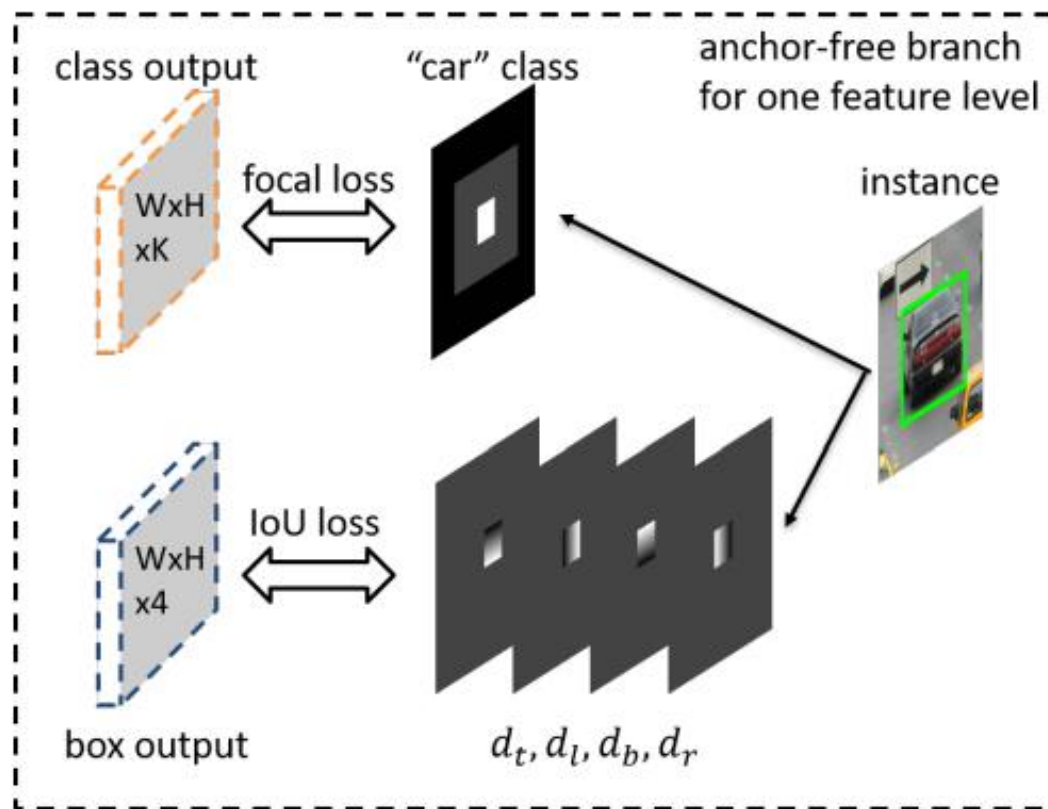 class output
“car” class
anchor-free branch
for one feature level
focal loss
instance
WxH
xK
IoU loss
WxH
x4
box output
d_t, d_l, d_b, d_r